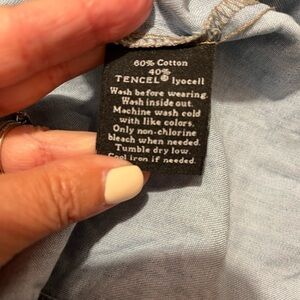 60% Cotton
40%
TENCEL® lyocell
Wash before wearing.
Wash inside out.
Machine wash cold
with like colors.
Only non-chlorine
bleach when needed.
Tumble dry low.
Cool iron if needed.